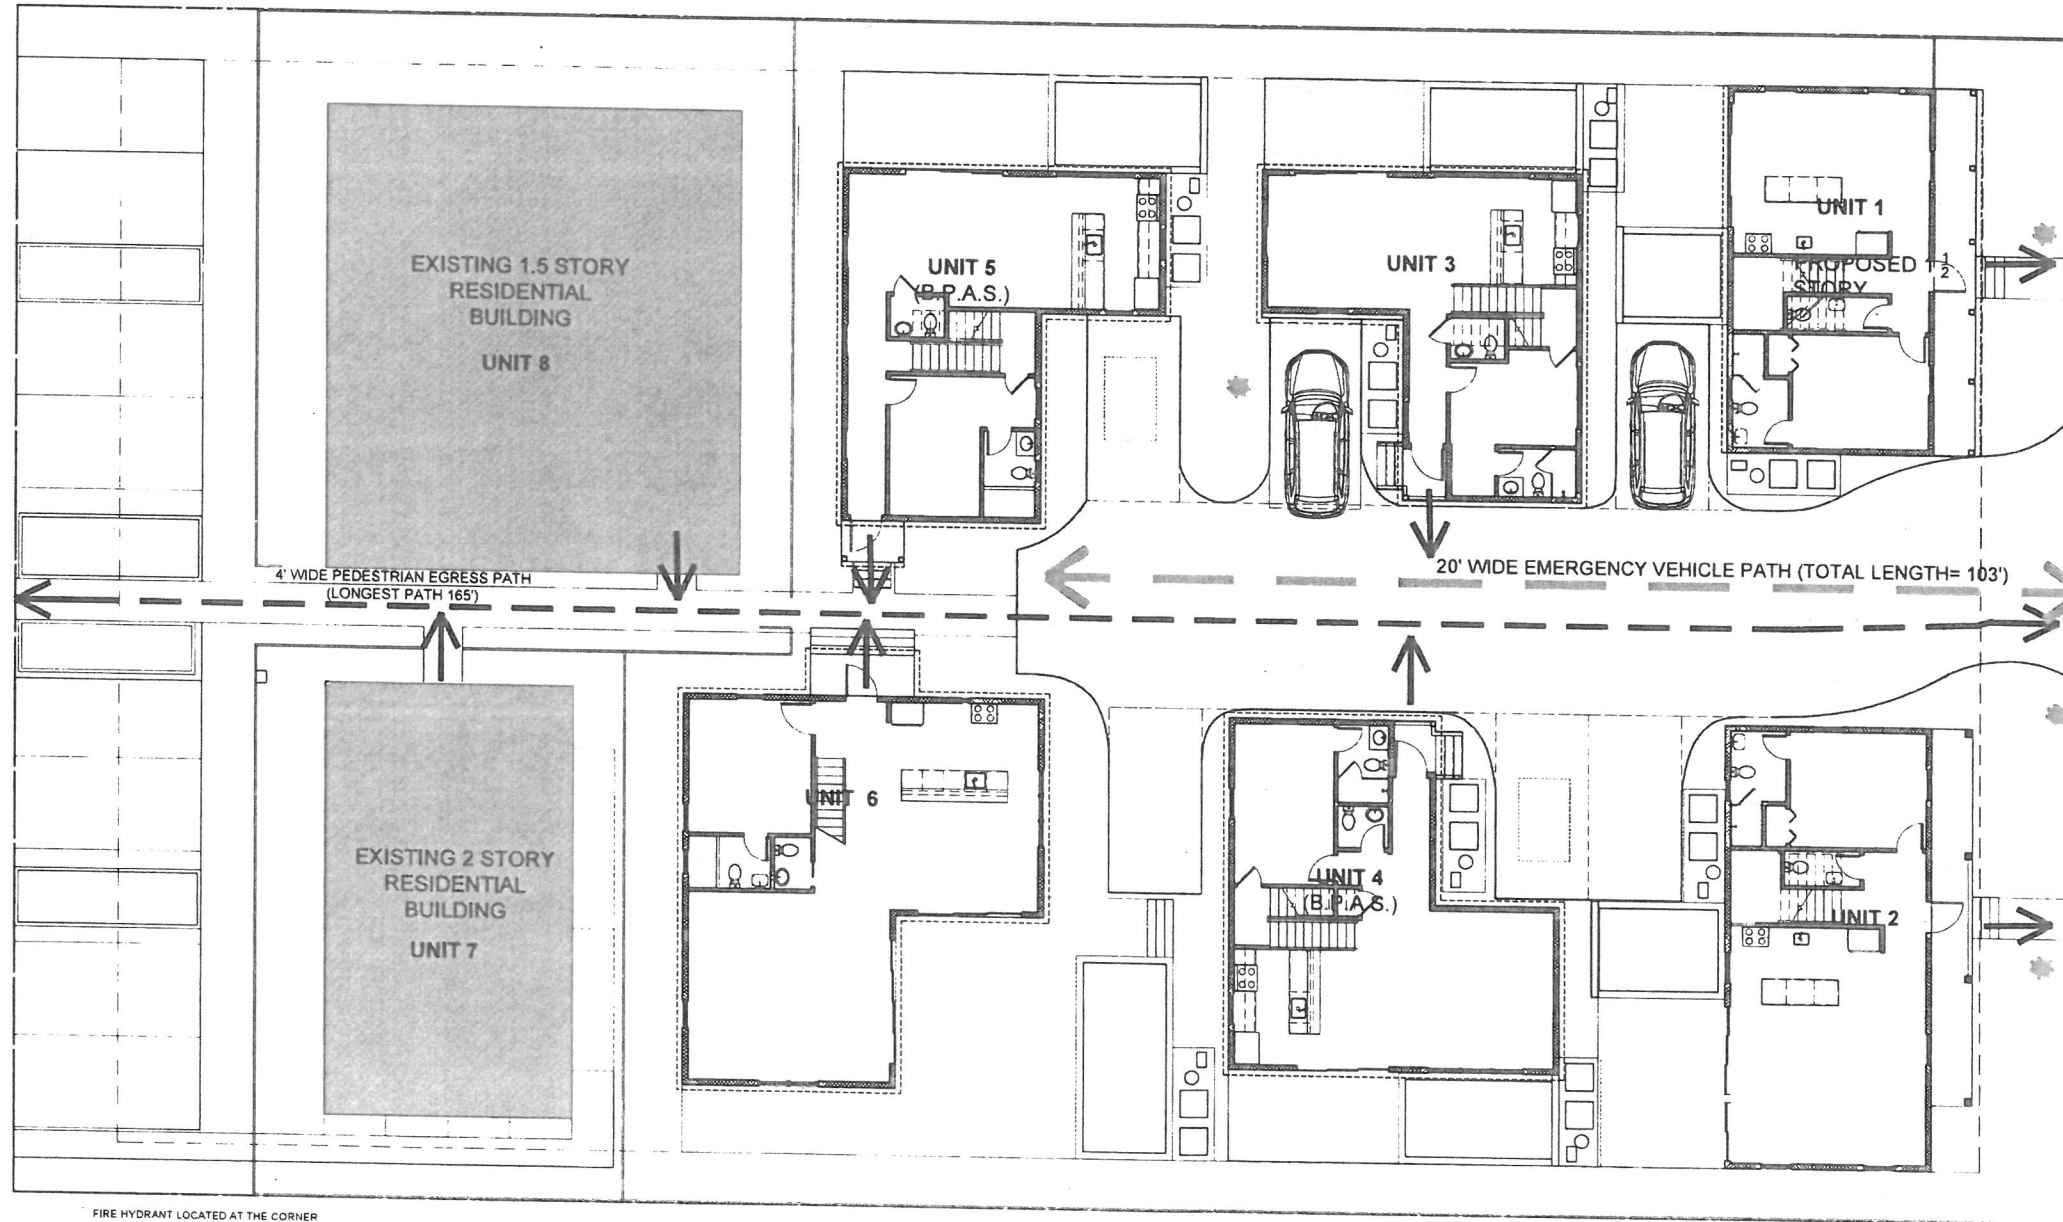 UNIT 1
PROPOSED 1/2
STORY
UNIT 5
(B.P.A.S.)
UNIT 3
EXISTING 1.5 STORY
RESIDENTIAL
BUILDING
UNIT 8
4' WIDE PEDESTRIAN EGRESS PATH
(LONGEST PATH 165')
20' WIDE EMERGENCY VEHICLE PATH (TOTAL LENGTH= 103')
UNIT 6
EXISTING 2 STORY
RESIDENTIAL
BUILDING
UNIT 7
UNIT 4
(B.P.A.S.)
UNIT 2
FIRE HYDRANT LOCATED AT THE CORNER